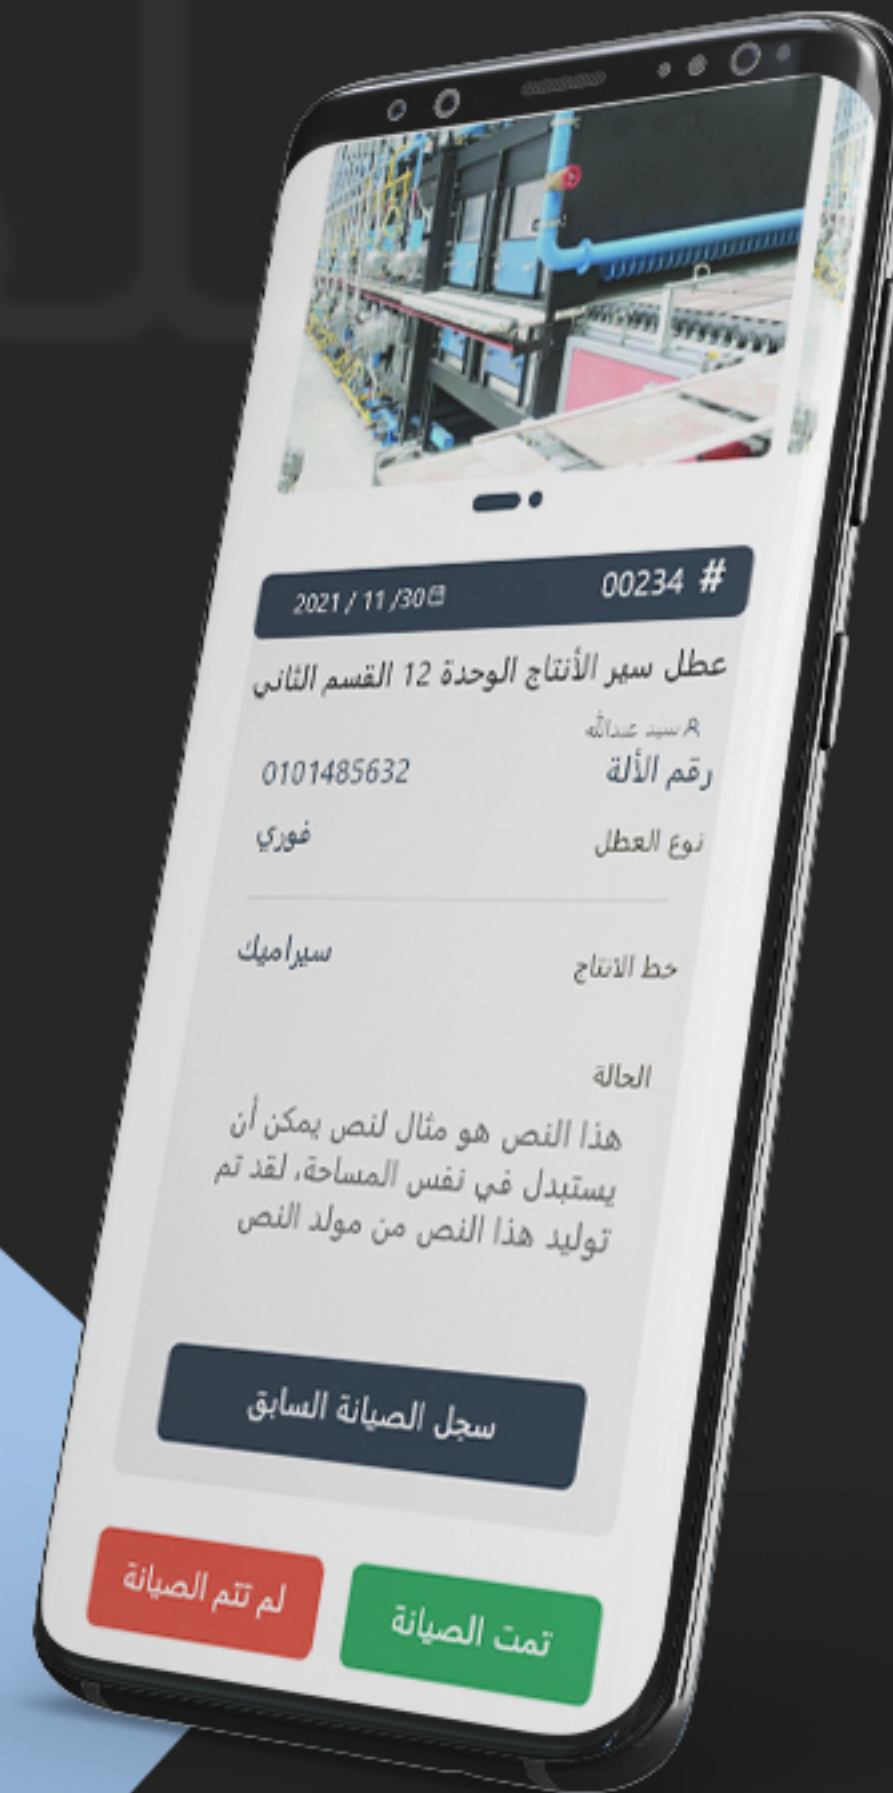 # 00234
2021 / 11 /30
عطل سير الأنتاج الوحدة 12 القسم الثاني
سيد عبدالله
رقم الألة 0101485632
نوع العطل فوري
خط الانتاج سيراميك
الحالة
هذا النص هو مثال لنص يمكن أن
يستبدل في نفس المساحة، لقد تم
توليد هذا النص من مولد النص
سجل الصيانة السابق
تمت الصيانة
لم تتم الصيانة